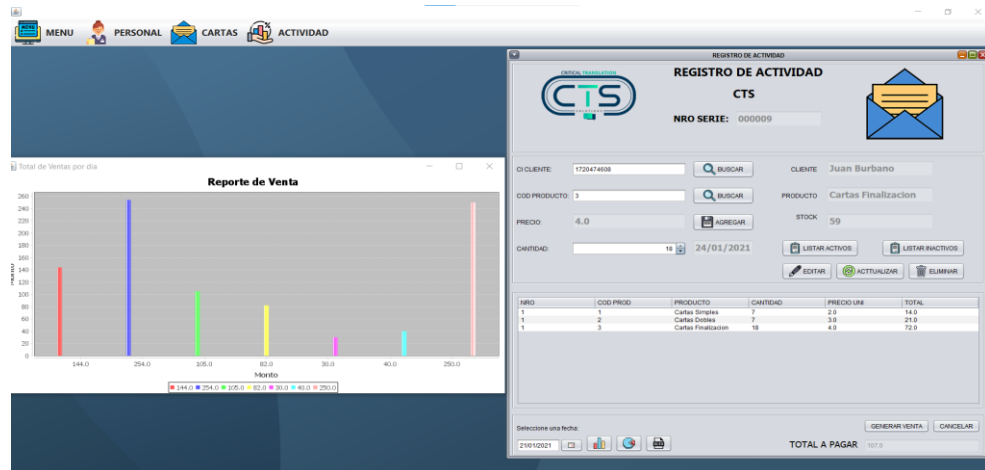 MENU PERSONAL CARTAS ACTIVIDAD
REGISTRO DE ACTIVIDAD
CRITICAL TRANSLATION
CTS
SOLUTIONS
REGISTRO DE ACTIVIDAD
CTS
NRO SERIE: 000009
CI CLIENTE: 1720474608 BUSCAR CLIENTE Juan Burbano
COD PRODUCTO: 3 BUSCAR PRODUCTO Cartas Finalizacion
PRECIO: 4.0 AGREGAR STOCK 59
CANTIDAD: 18 24/01/2021 LISTAR ACTIVOS LISTAR INACTIVOS
EDITAR ACTTUALIZAR ELIMINAR
NRO COD PROD PRODUCTO CANTIDAD PRECIO UNI TOTAL
1 1 Cartas Simples 7 2.0 14.0
1 2 Cartas Dobles 7 3.0 21.0
1 3 Cartas Finalizacion 18 4.0 72.0
GENERAR VENTA CANCELAR
Seleccione una fecha:
21/01/2021 TOTAL A PAGAR 107.0
Total de Ventas por dia
Reporte de Venta
260
240
220
200
180
160
140
120
100
80
60
40
20
0
Monto
144.0 254.0 105.0 82.0 30.0 40.0 250.0
Monto
144.0 254.0 105.0 82.0 30.0 40.0 250.0